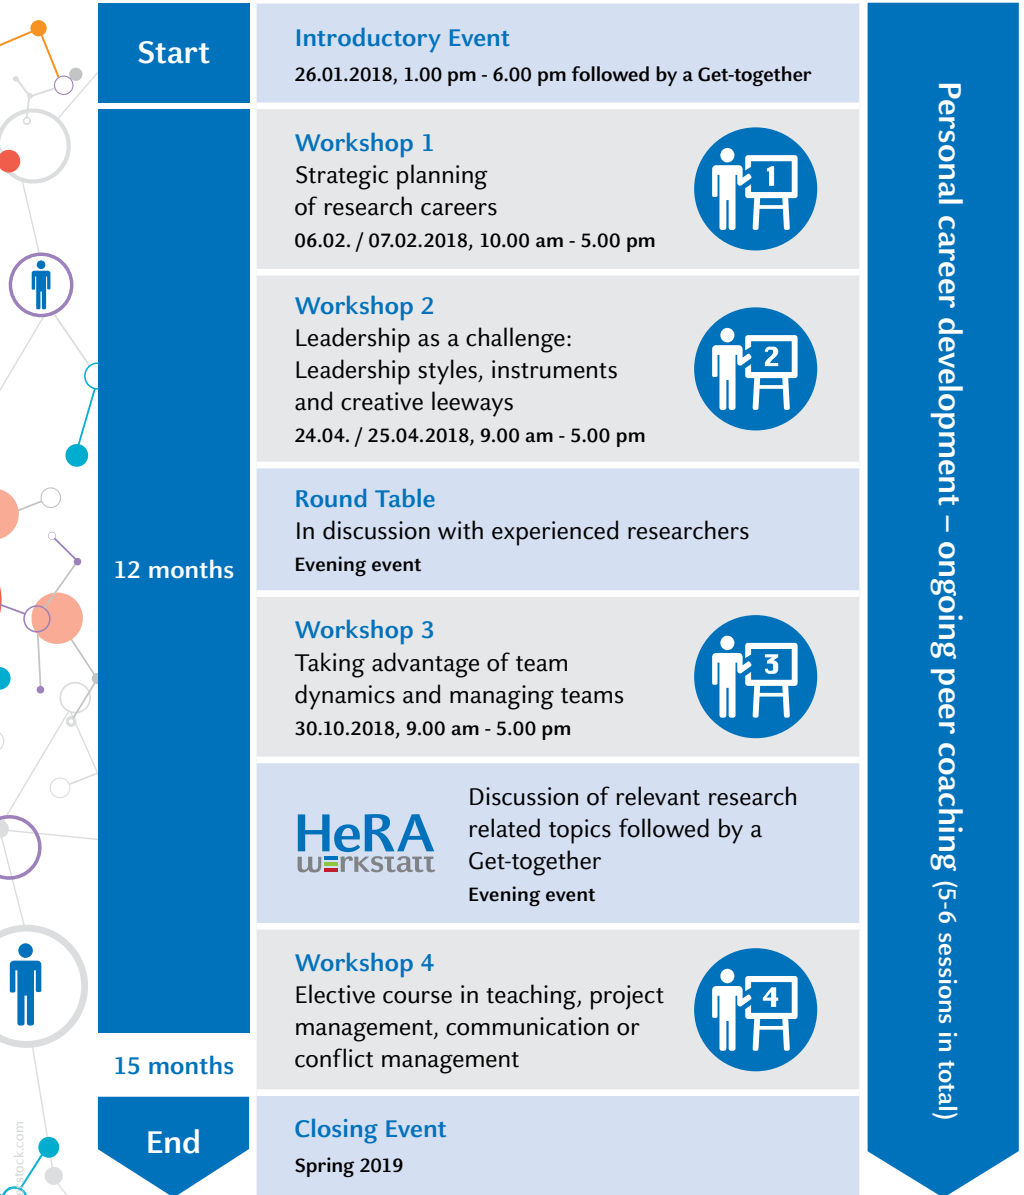 Start
Introductory Event
26.01.2018, 1.00 pm - 6.00 pm followed by a Get-together
12 months
Workshop 1
Strategic planning
of research careers
06.02. / 07.02.2018, 10.00 am - 5.00 pm
1
Workshop 2
Leadership as a challenge:
Leadership styles, instruments
and creative leeways
24.04. / 25.04.2018, 9.00 am - 5.00 pm
2
Round Table
In discussion with experienced researchers
Evening event
Workshop 3
Taking advantage of team
dynamics and managing teams
30.10.2018, 9.00 am - 5.00 pm
3
HeRA
werkstatt
Discussion of relevant research
related topics followed by a
Get-together
Evening event
Workshop 4
Elective course in teaching, project
management, communication or
conflict management
4
15 months
End
Closing Event
Spring 2019
Personal career development – ongoing peer coaching (5-6 sessions in total)
stock.com